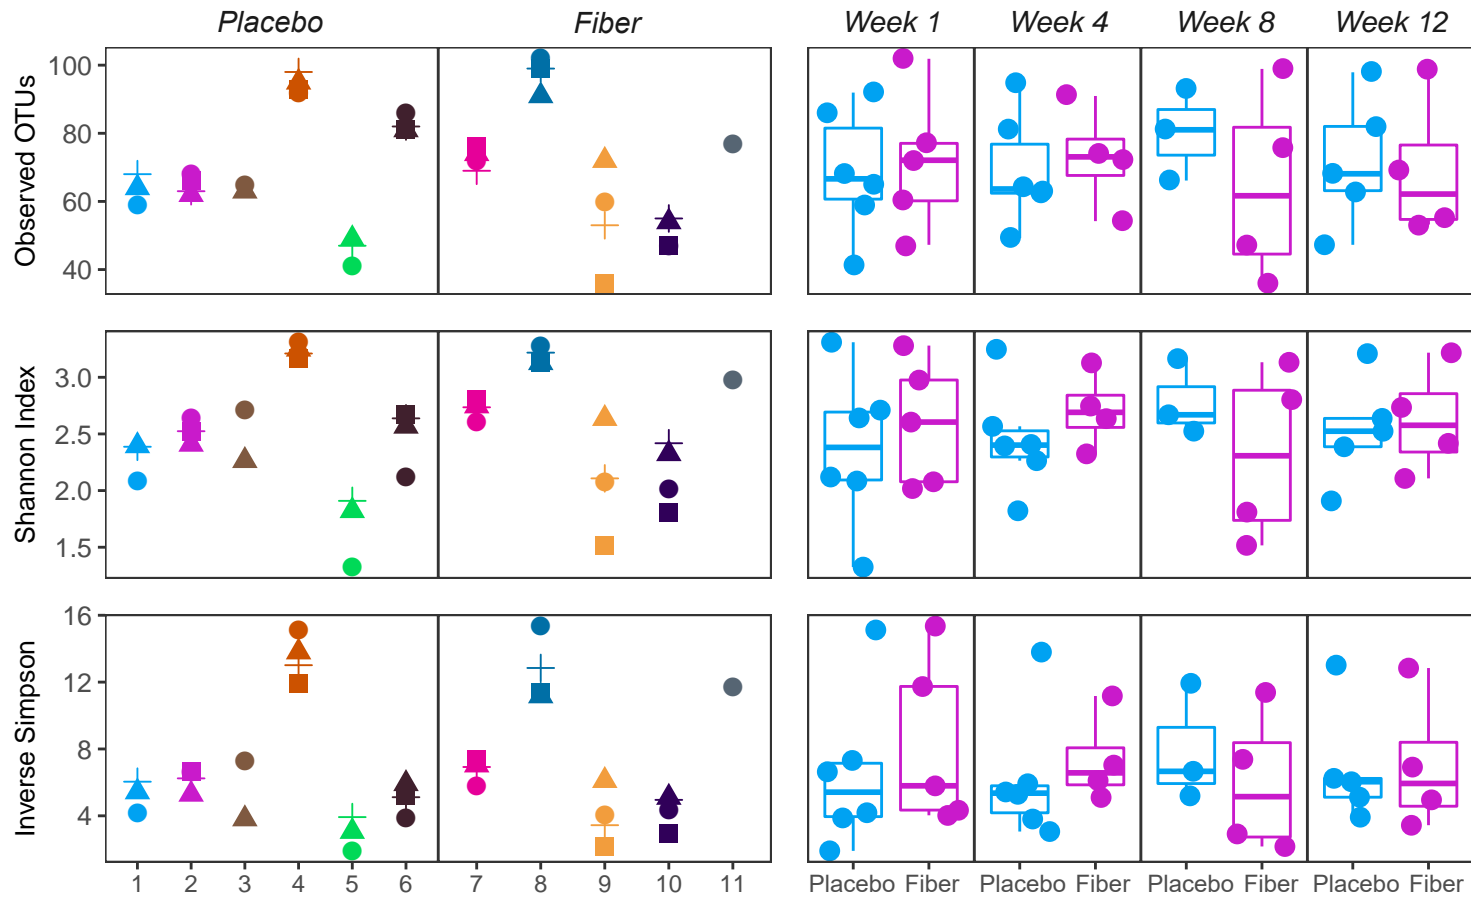 Placebo Fiber Week 1 Week 4 Week 8 Week 12
Observed OTUs
100
80
60
40
Shannon Index
3.0
2.5
2.0
1.5
Inverse Simpson
16
12
8
4
1 2 3 4 5 6 7 8 9 10 11
Placebo Fiber Placebo Fiber Placebo Fiber Placebo Fiber